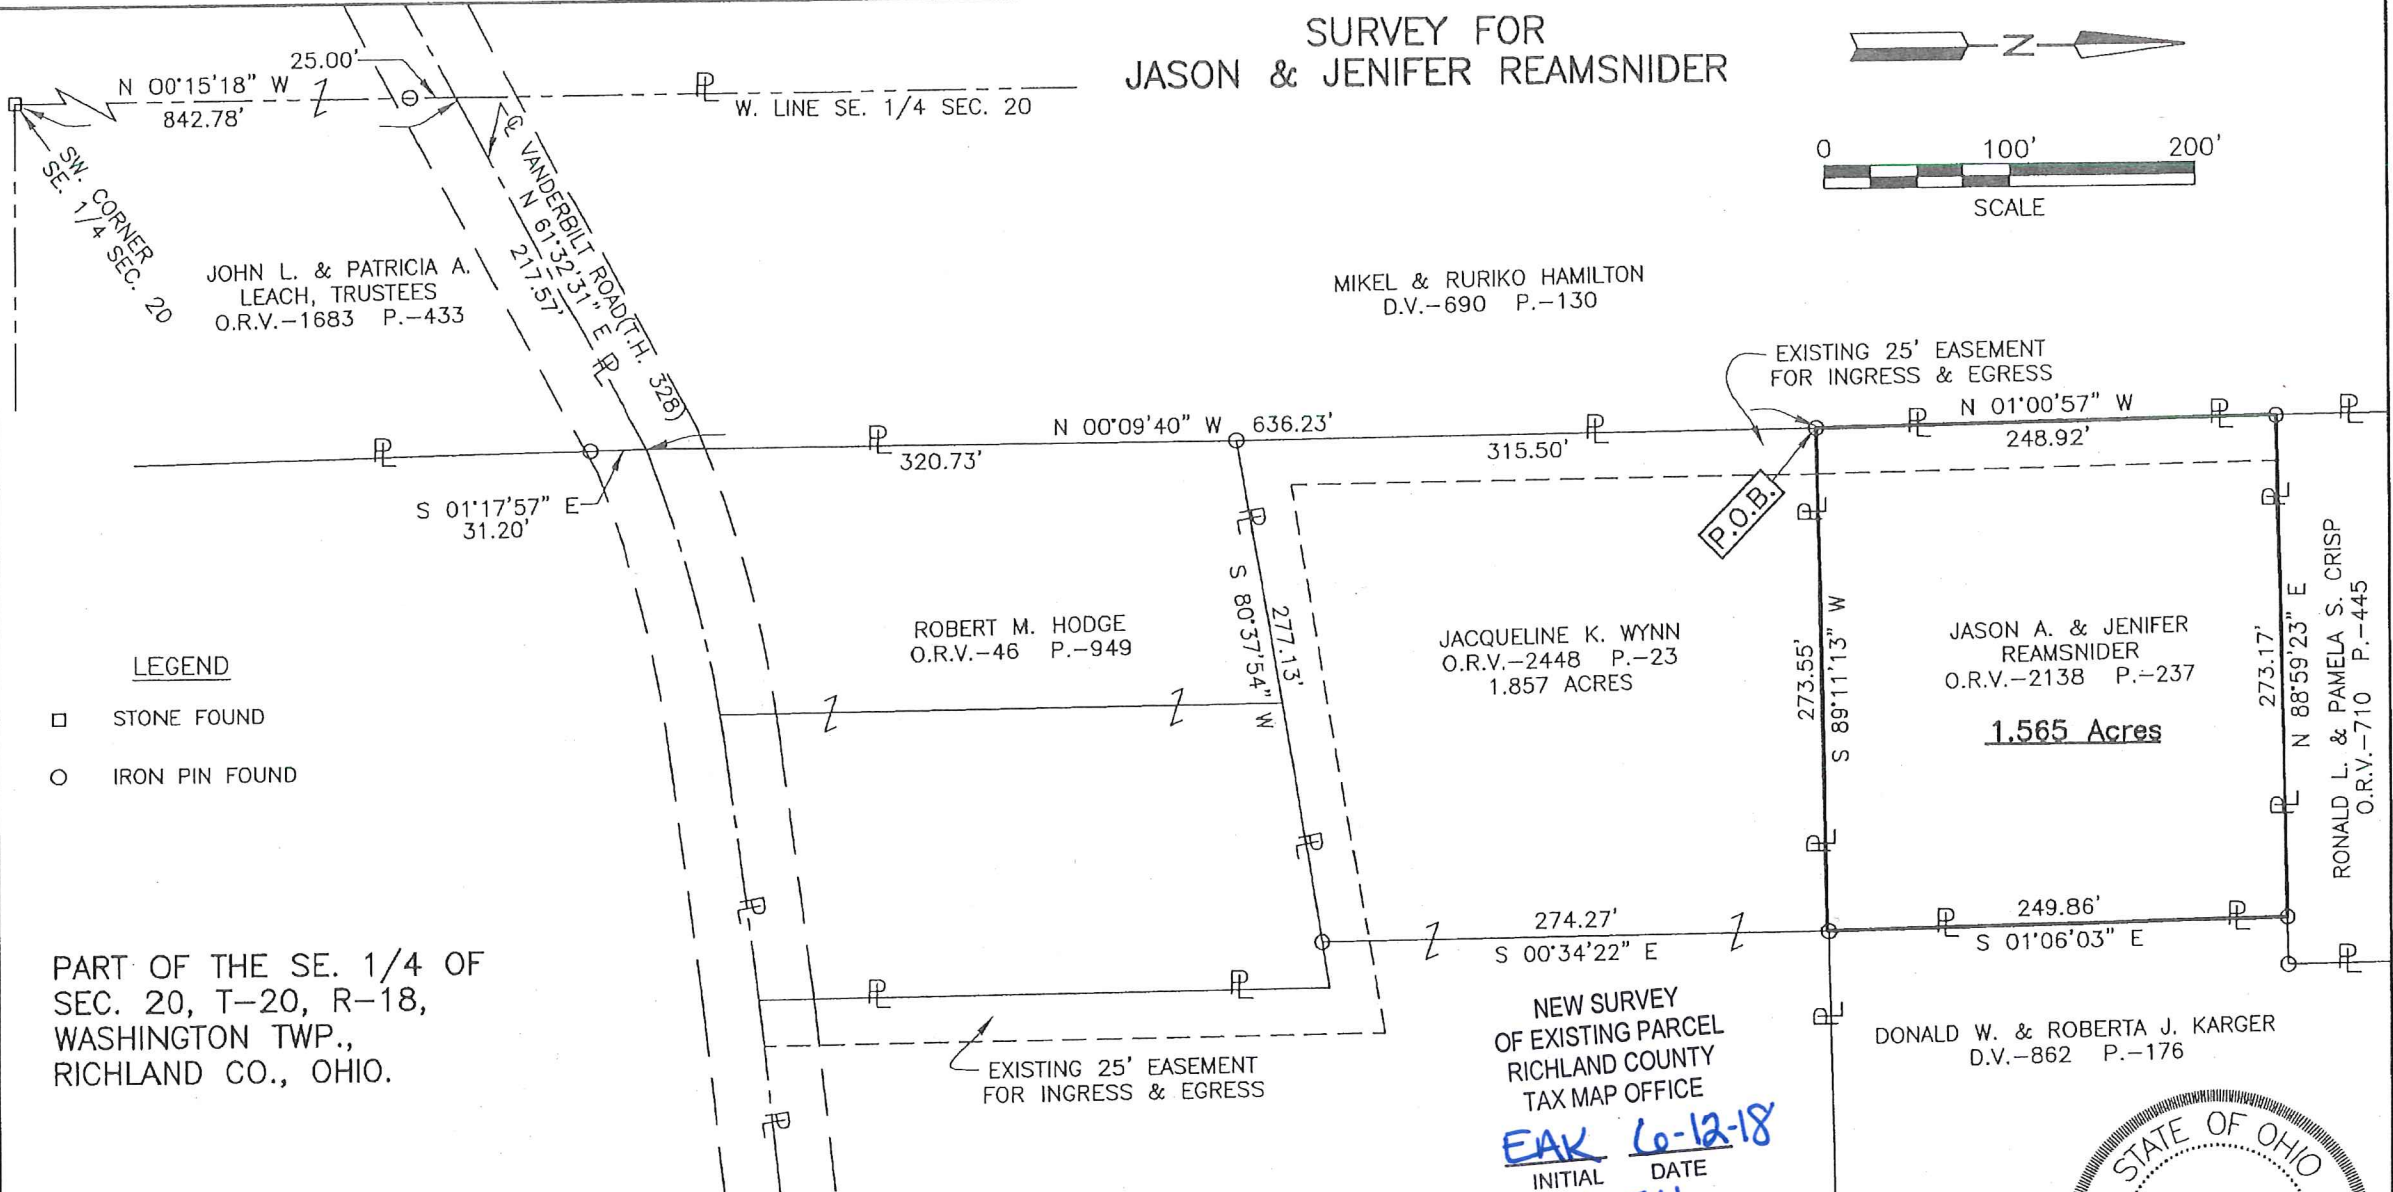 SURVEY FOR
JASON & JENIFER REAMSNIDER
Z
0 100' 200'
SCALE
25.00'
N 00°15'18" W
842.78'
W. LINE SE. 1/4 SEC. 20
SW. CORNER
SE. 1/4 SEC. 20
JOHN L. & PATRICIA A.
LEACH, TRUSTEES
O.R.V.-1683 P.-433
VANDERBILT ROAD(T.H. 328)
N 61°32'31" E
217.57'
MIKEL & RURIKO HAMILTON
D.V.-690 P.-130
EXISTING 25' EASEMENT
FOR INGRESS & EGRESS
N 00°09'40" W 636.23'
320.73'
315.50'
N 01°00'57" W
248.92'
S 01°17'57" E
31.20'
P.O.B.
ROBERT M. HODGE
O.R.V.-46 P.-949
S 80°37'54" W
277.13'
JACQUELINE K. WYNN
O.R.V.-2448 P.-23
1.857 ACRES
273.55'
S 89°11'13" W
JASON A. & JENIFER
REAMSNIDER
O.R.V.-2138 P.-237
1.565 Acres
273.17'
N 88°59'23" E
RONALD L. & PAMELA S. CRISP
O.R.V.-710 P.-445
LEGEND
STONE FOUND
IRON PIN FOUND
274.27'
S 00°34'22" E
249.86'
S 01°06'03" E
PART OF THE SE. 1/4 OF
SEC. 20, T-20, R-18,
WASHINGTON TWP.,
RICHLAND CO., OHIO.
EXISTING 25' EASEMENT
FOR INGRESS & EGRESS
NEW SURVEY
OF EXISTING PARCEL
RICHLAND COUNTY
TAX MAP OFFICE
EAK 6-12-18
INITIAL DATE
DONALD W. & ROBERTA J. KARGER
D.V.-862 P.-176
STATE OF OHIO